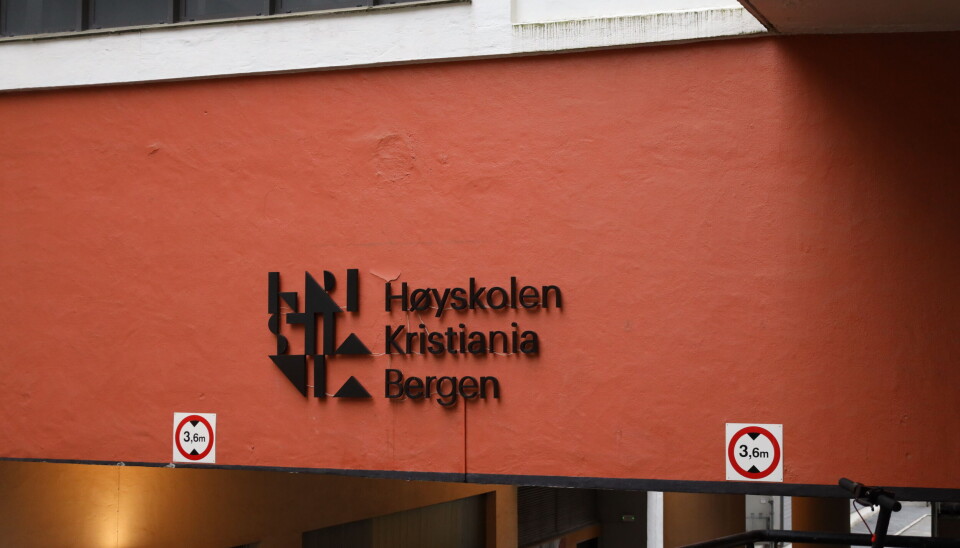 Høyskolen
Kristiania
Bergen
3,6m
3,6m